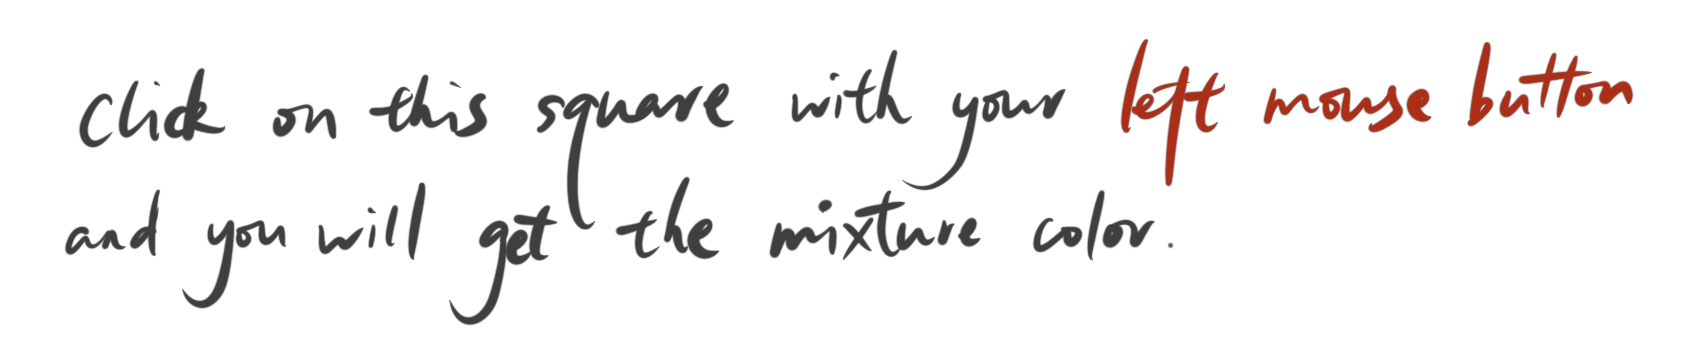 Click on this square with your left mouse button
and you will get the mixture color.